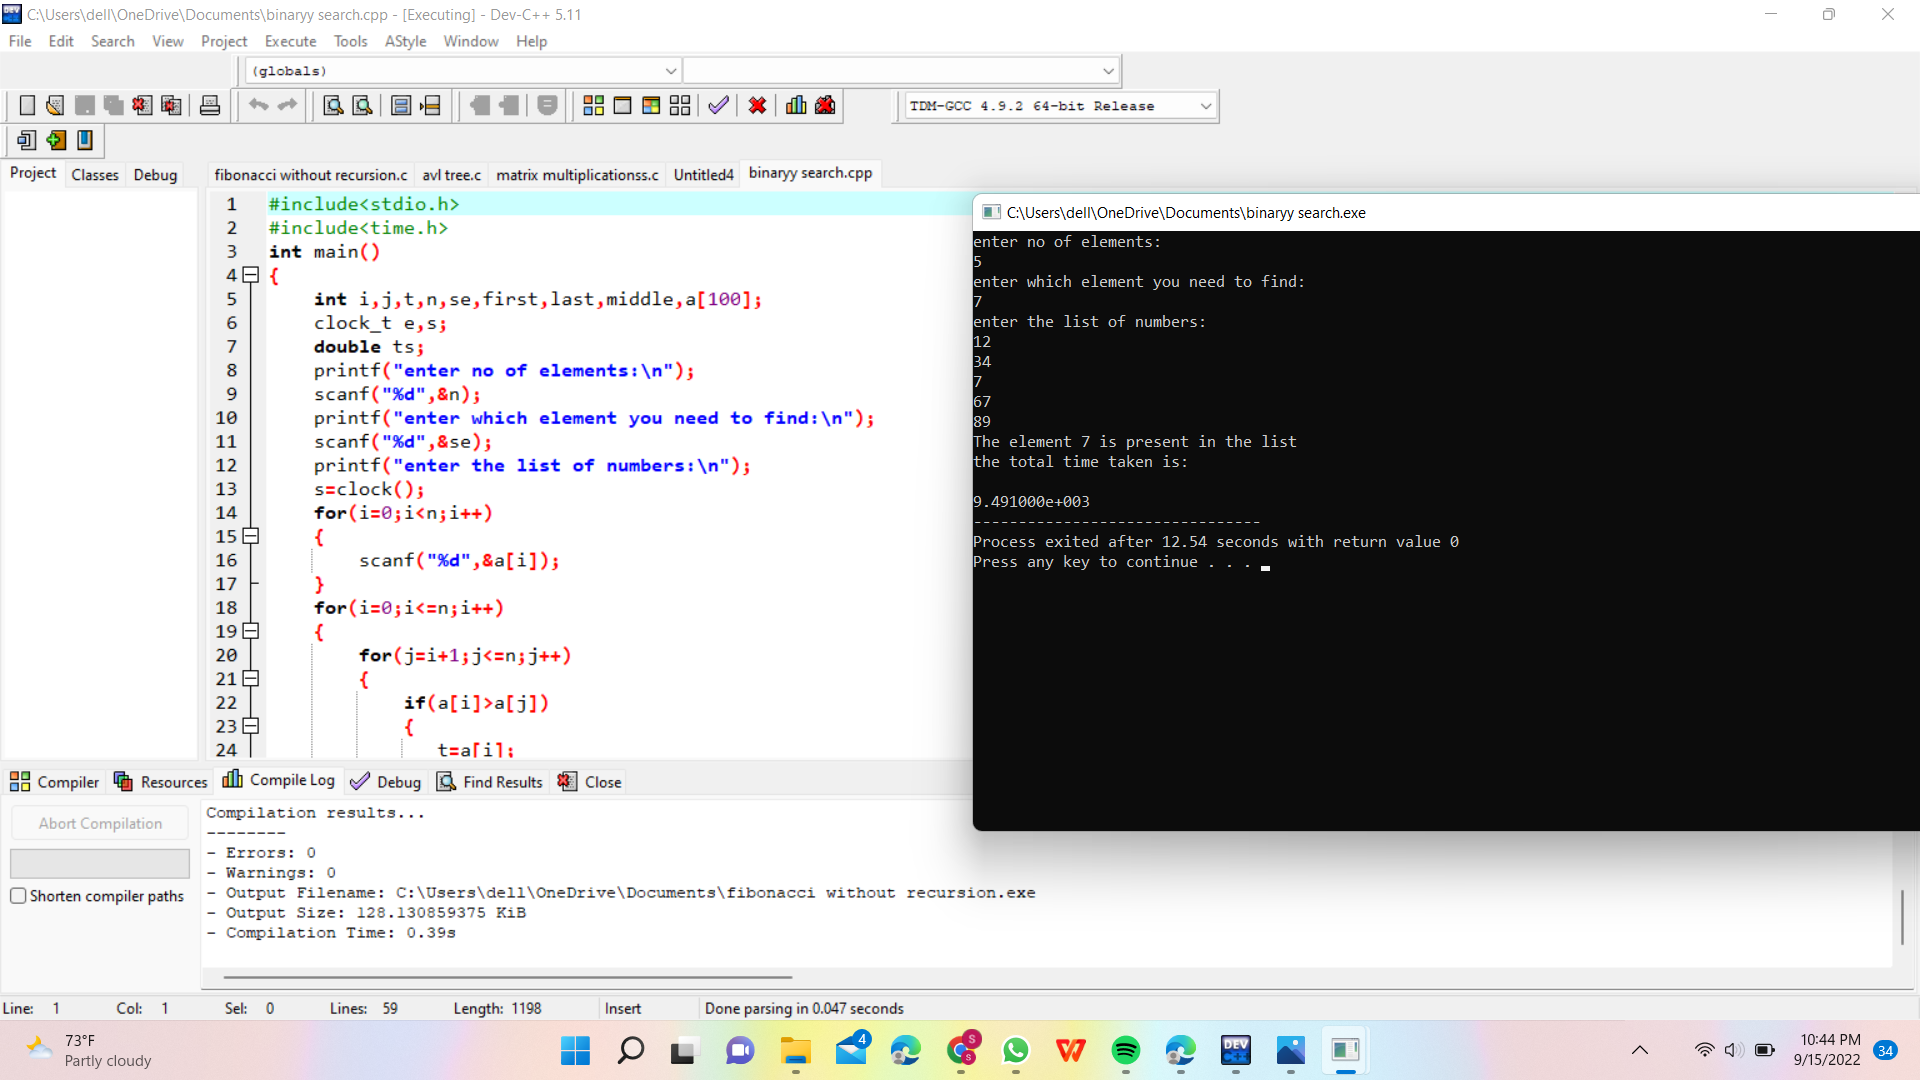 C:\Users\dell\OneDrive\Documents\binaryy search.cpp - [Executing] - Dev-C++ 5.11
File Edit Search View Project Execute Tools AStyle Window Help
(globals)
TDM-GCC 4.9.2 64-bit Release
Project Classes Debug
fibonacci without recursion.c avl tree.c matrix multiplicationss.c Untitled4 binaryy search.cpp
1 #include<stdio.h>
2 #include<time.h>
3 int main()
4 {
5 int i,j,t,n,se,first,last,middle,a[100];
6 clock_t e,s;
7 double ts;
8 printf("enter no of elements:\n");
9 scanf("%d",&n);
10 printf("enter which element you need to find:\n");
11 scanf("%d",&se);
12 printf("enter the list of numbers:\n");
13 s=clock();
14 for(i=0;i<n;i++)
15 {
16 scanf("%d",&a[i]);
17 }
18 for(i=0;i<=n;i++)
19 {
20 for(j=i+1;j<=n;j++)
21 {
22 if(a[i]>a[j])
23 {
24 t=a[i];
C:\Users\dell\OneDrive\Documents\binaryy search.exe
enter no of elements:
5
enter which element you need to find:
7
enter the list of numbers:
12
34
7
67
89
The element 7 is present in the list
the total time taken is:
9.491000e+003
--------------------------------
Process exited after 12.54 seconds with return value 0
Press any key to continue . . .
Compiler Resources Compile Log Debug Find Results Close
Abort Compilation
Shorten compiler paths
Compilation results...
--------
- Errors: 0
- Warnings: 0
- Output Filename: C:\Users\dell\OneDrive\Documents\fibonacci without recursion.exe
- Output Size: 128.130859375 KiB
- Compilation Time: 0.39s
Line: 1 Col: 1 Sel: 0 Lines: 59 Length: 1198 Insert Done parsing in 0.047 seconds
73°F
Partly cloudy
4
S
S
DEV
C++
10:44 PM
9/15/2022
34